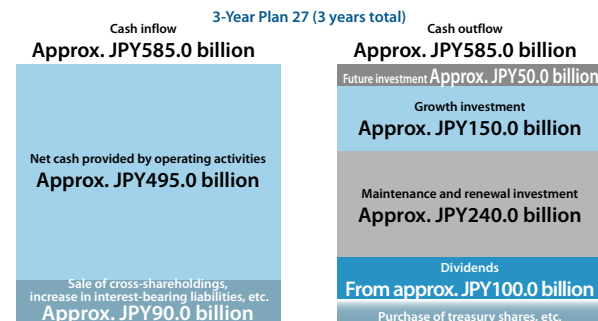 3-Year Plan 27 (3 years total)
Cash inflow
Approx. JPY585.0 billion
Net cash provided by operating activities
Approx. JPY495.0 billion
Sale of cross-shareholdings,
increase in interest-bearing liabilities, etc.
Approx. JPY90.0 billion
Cash outflow
Approx. JPY585.0 billion
Future investment Approx. JPY50.0 billion
Growth investment
Approx. JPY150.0 billion
Maintenance and renewal investment
Approx. JPY240.0 billion
Dividends
From approx. JPY100.0 billion
Purchase of treasury shares, etc.